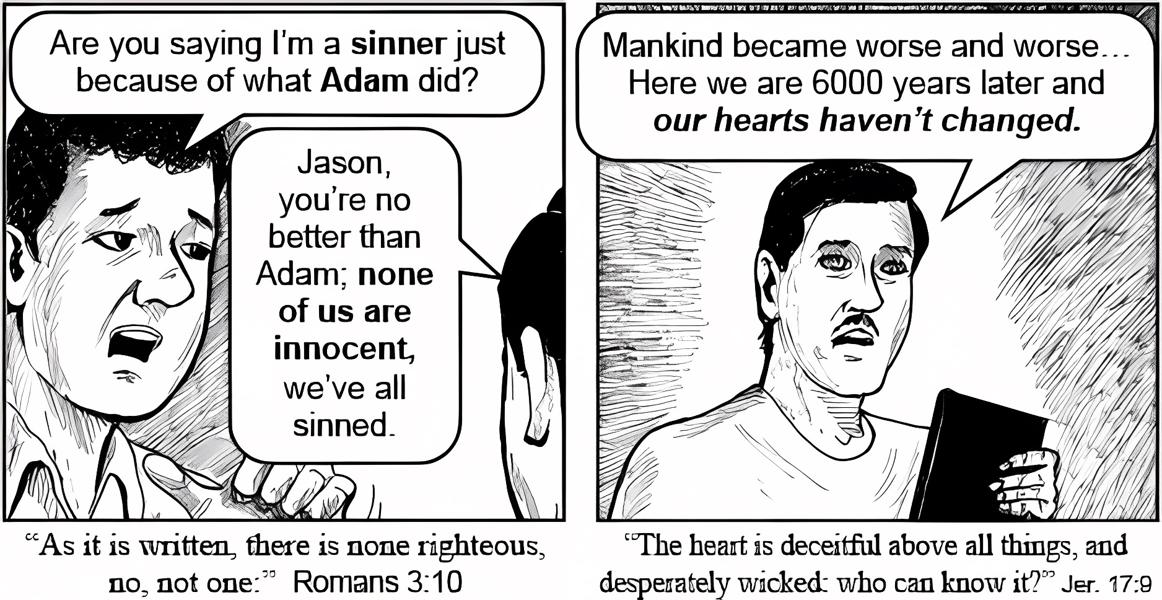 Are you saying I'm a sinner just
because of what Adam did?
Jason,
you're no
better than
Adam; none
of us are
innocent,
we've all
sinned.
“As it is written, there is none righteous,
no, not one:” Romans 3:10
Mankind became worse and worse...
Here we are 6000 years later and
our hearts haven't changed.
“The heart is deceitful above all things, and
desperately wicked: who can know it?” Jer. 17:9